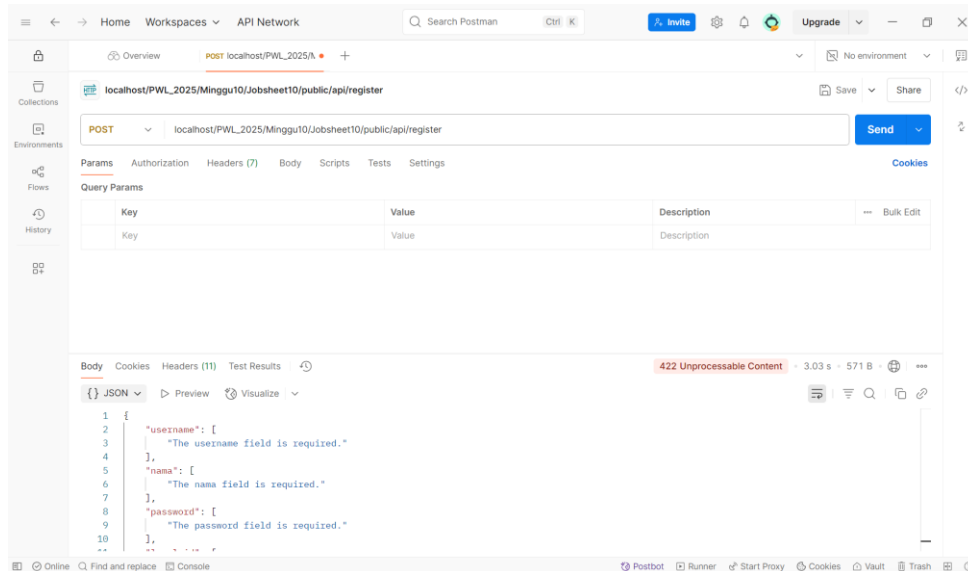 Home Workspaces API Network Search Postman Ctrl K Invite Upgrade
Overview POST localhost/PWL_2025/ No environment
localhost/PWL_2025/Minggu10/Jobsheet10/public/api/register Save Share
POST localhost/PWL_2025/Minggu10/Jobsheet10/public/api/register Send
Params Authorization Headers (7) Body Scripts Tests Settings Cookies
Query Params
Key Value Description Bulk Edit
Key Value Description
Collections
Environments
Flows
History
Body Cookies Headers (11) Test Results 422 Unprocessable Content 3.03 s 571 B
{} JSON Preview Visualize
1 {
2 "username": [
3 "The username field is required."
4 ],
5 "nama": [
6 "The nama field is required."
7 ],
8 "password": [
9 "The password field is required."
10 ],
Online Find and replace Console Postbot Runner Start Proxy Cookies Vault Trash